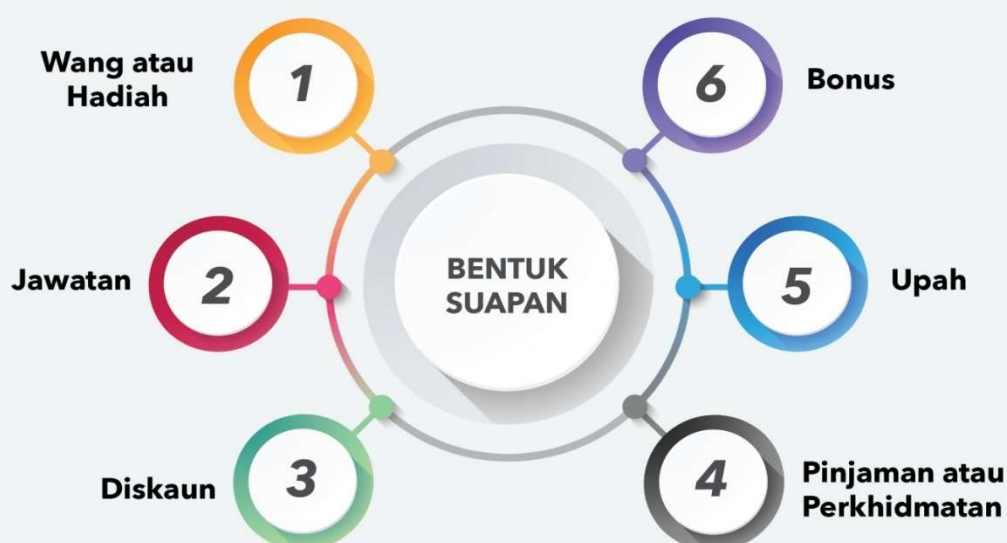 BENTUK
SUAPAN
1
Wang atau
Hadiah
2
Jawatan
3
Diskaun
4
Pinjaman atau
Perkhidmatan
5
Upah
6
Bonus